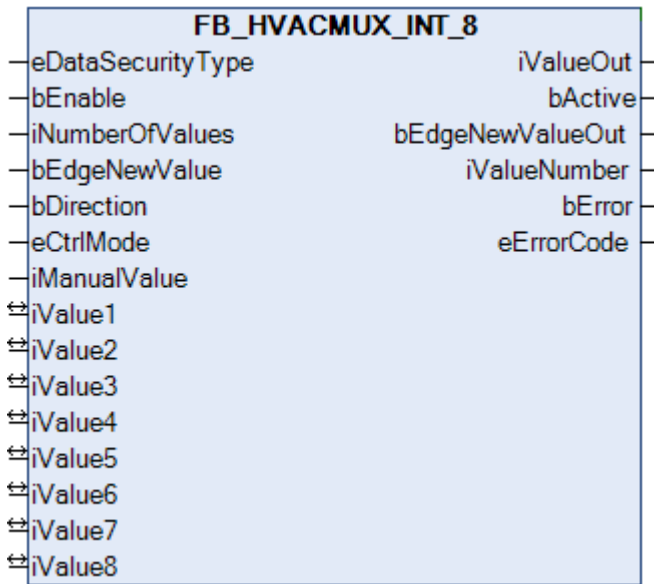 FB_HVACMUX_INT_8
eDataSecurityType iValueOut
bEnable bActive
iNumberOfValues bEdgeNewValueOut
bEdgeNewValue iValueNumber
bDirection bError
eCtrlMode eErrorCode
iManualValue
iValue1
iValue2
iValue3
iValue4
iValue5
iValue6
iValue7
iValue8